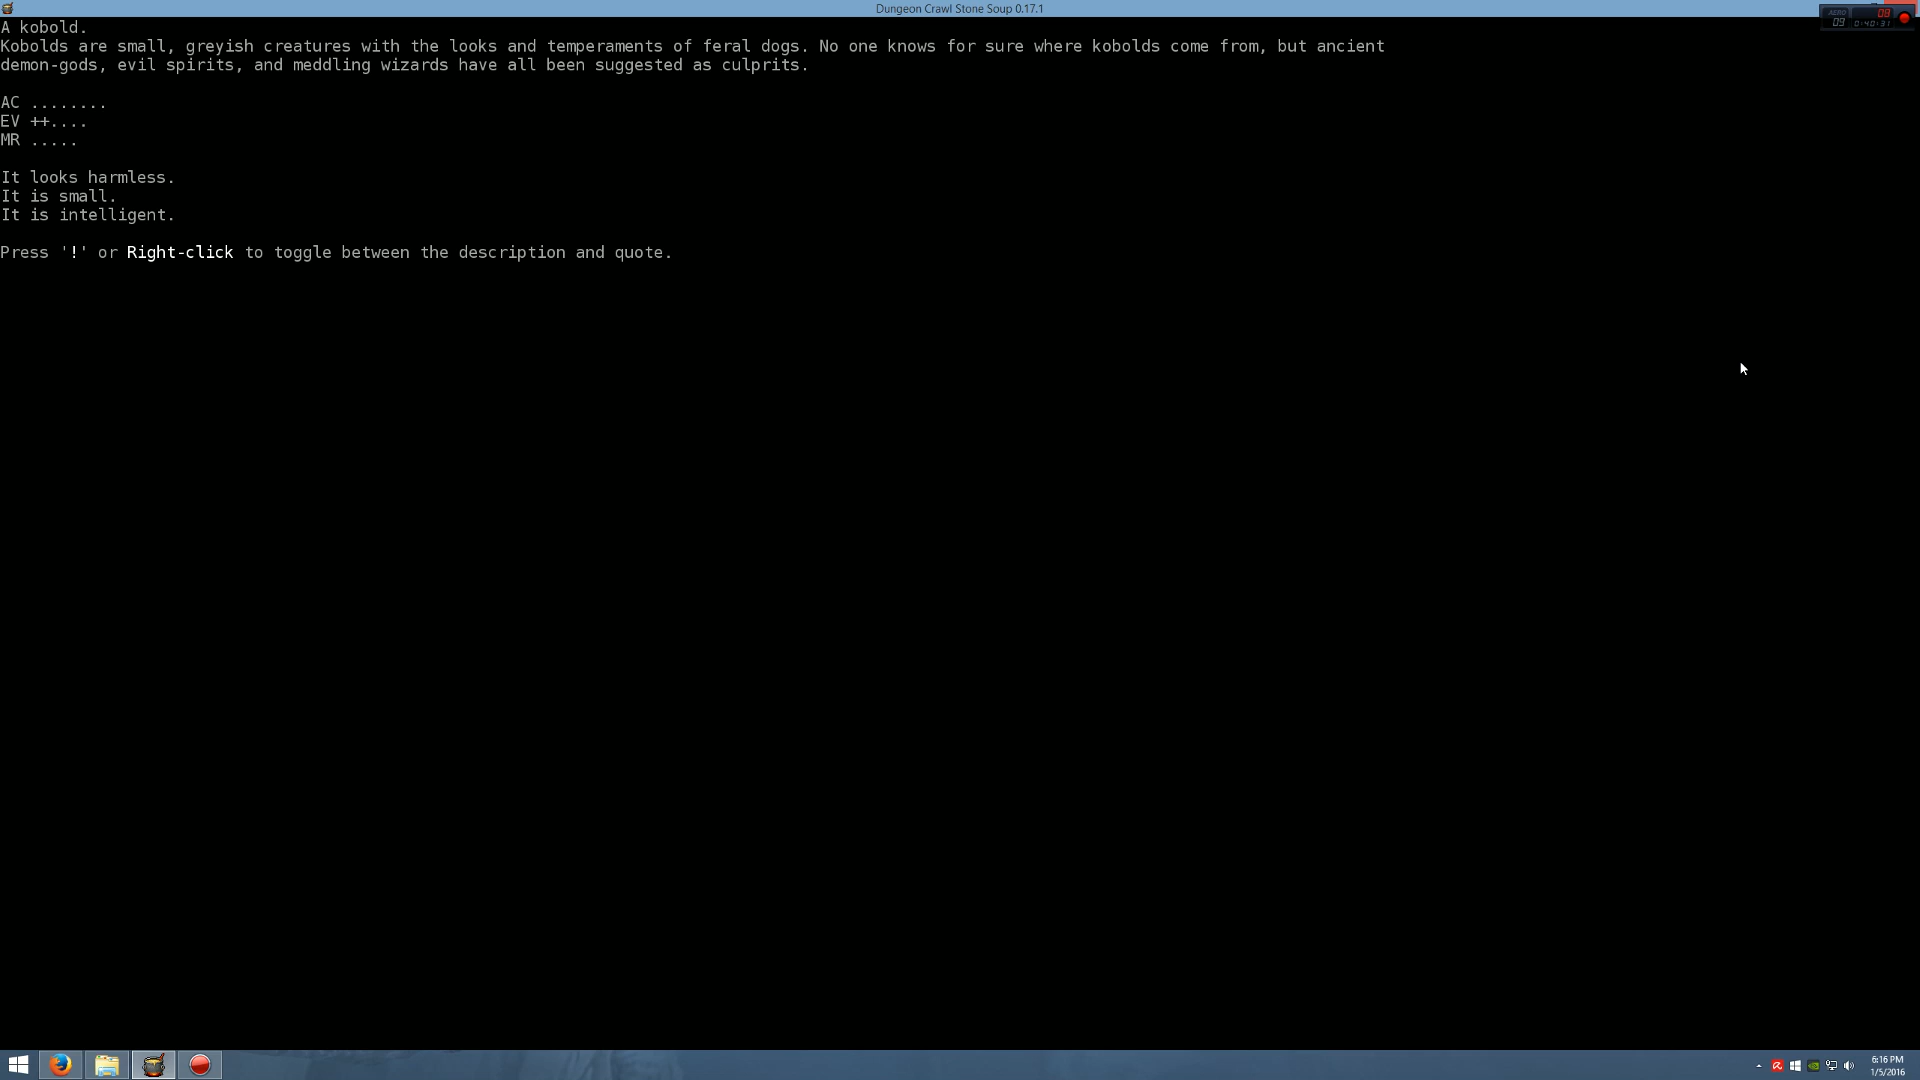 Dungeon Crawl Stone Soup 0.17.1
A kobold.
Kobolds are small, greyish creatures with the looks and temperaments of feral dogs. No one knows for sure where kobolds come from, but ancient
demon-gods, evil spirits, and meddling wizards have all been suggested as culprits.
AC ........
EV ++....
MR .....
It looks harmless.
It is small.
It is intelligent.
Press '!' or Right-click to toggle between the description and quote.
6:16 PM
1/5/2016